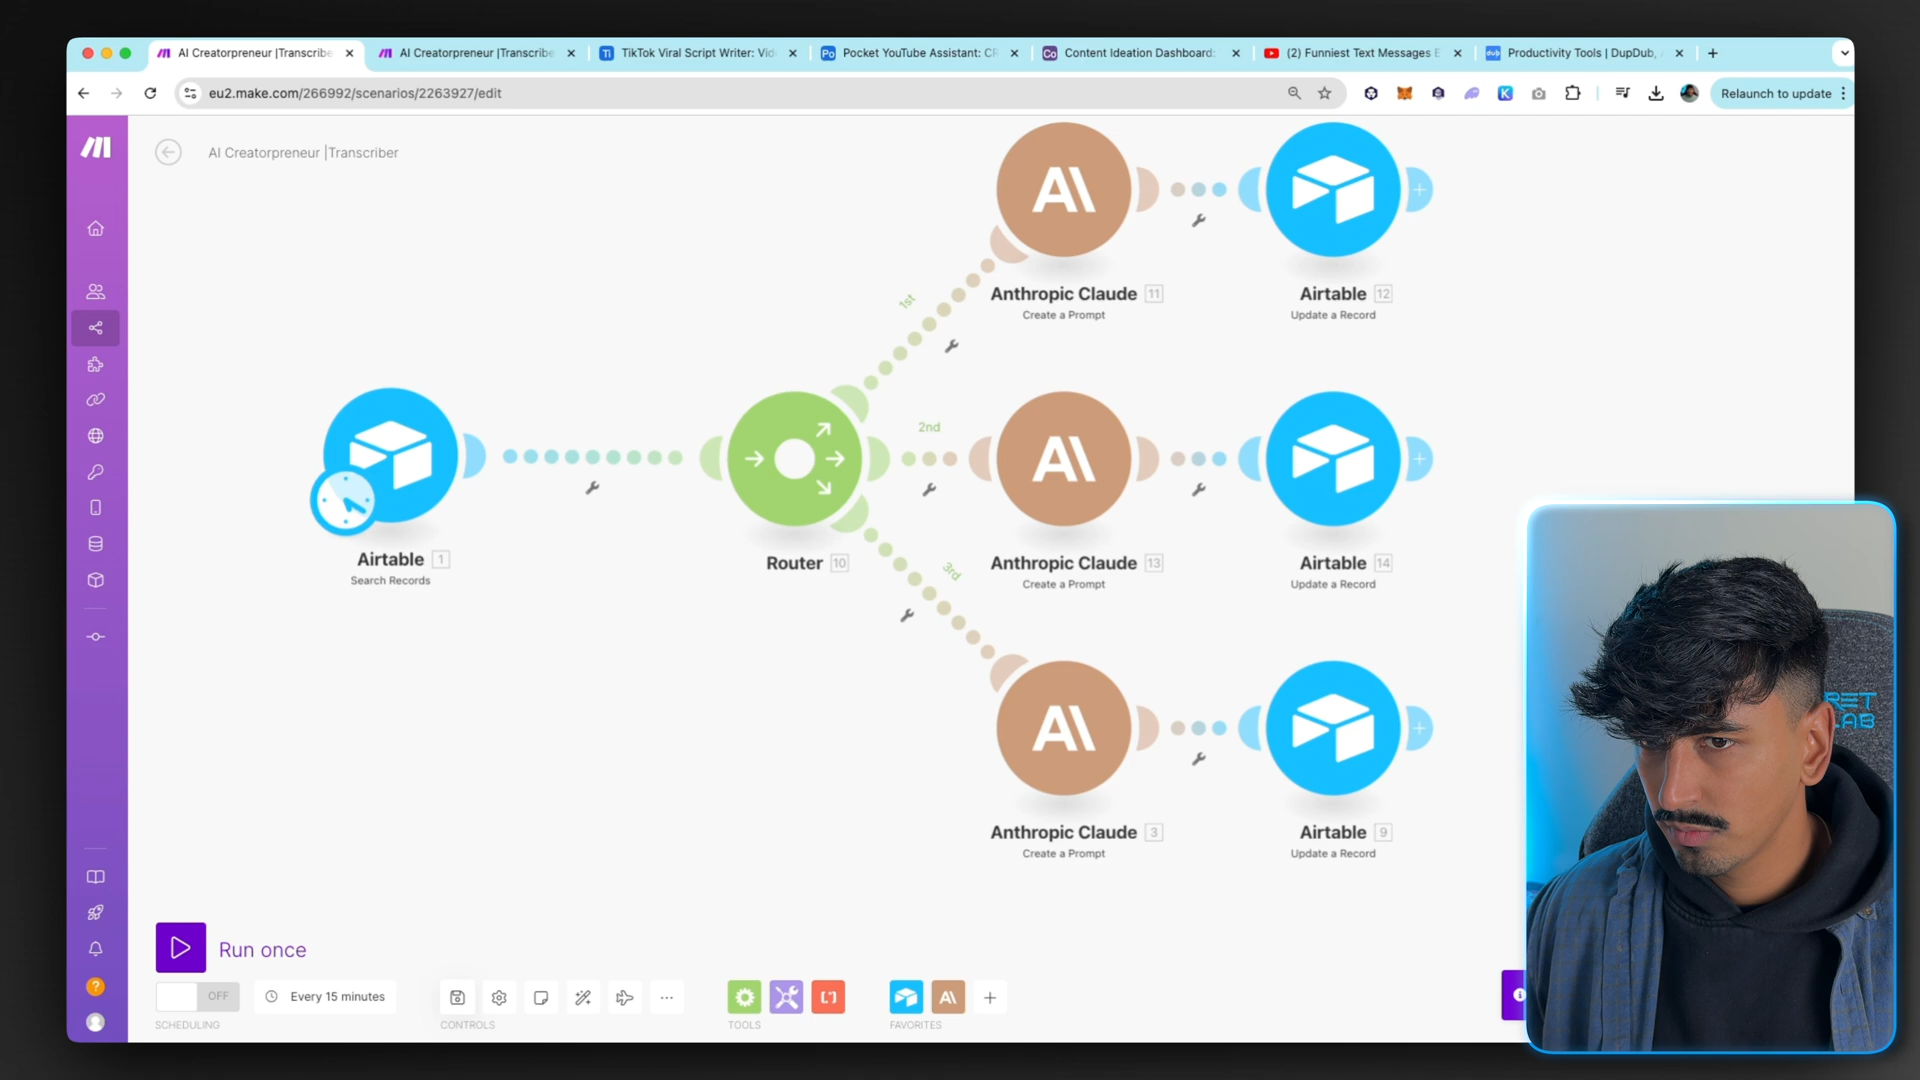 AI Creatorpreneur |Transcribe
AI Creatorpreneur |Transcribe
TikTok Viral Script Writer: Vid
Pocket YouTube Assistant: CR
Content Ideation Dashboard:
(2) Funniest Text Messages E
Productivity Tools | DupDub,
eu2.make.com/266992/scenarios/2263927/edit
Relaunch to update
AI Creatorpreneur |Transcriber
Anthropic Claude 11
Create a Prompt
Airtable 12
Update a Record
1st
2nd
3rd
Airtable 1
Search Records
Router 10
Anthropic Claude 13
Create a Prompt
Airtable 14
Update a Record
Anthropic Claude 3
Create a Prompt
Airtable 9
Update a Record
Run once
OFF
Every 15 minutes
SCHEDULING
CONTROLS
TOOLS
FAVORITES
RET
LAB